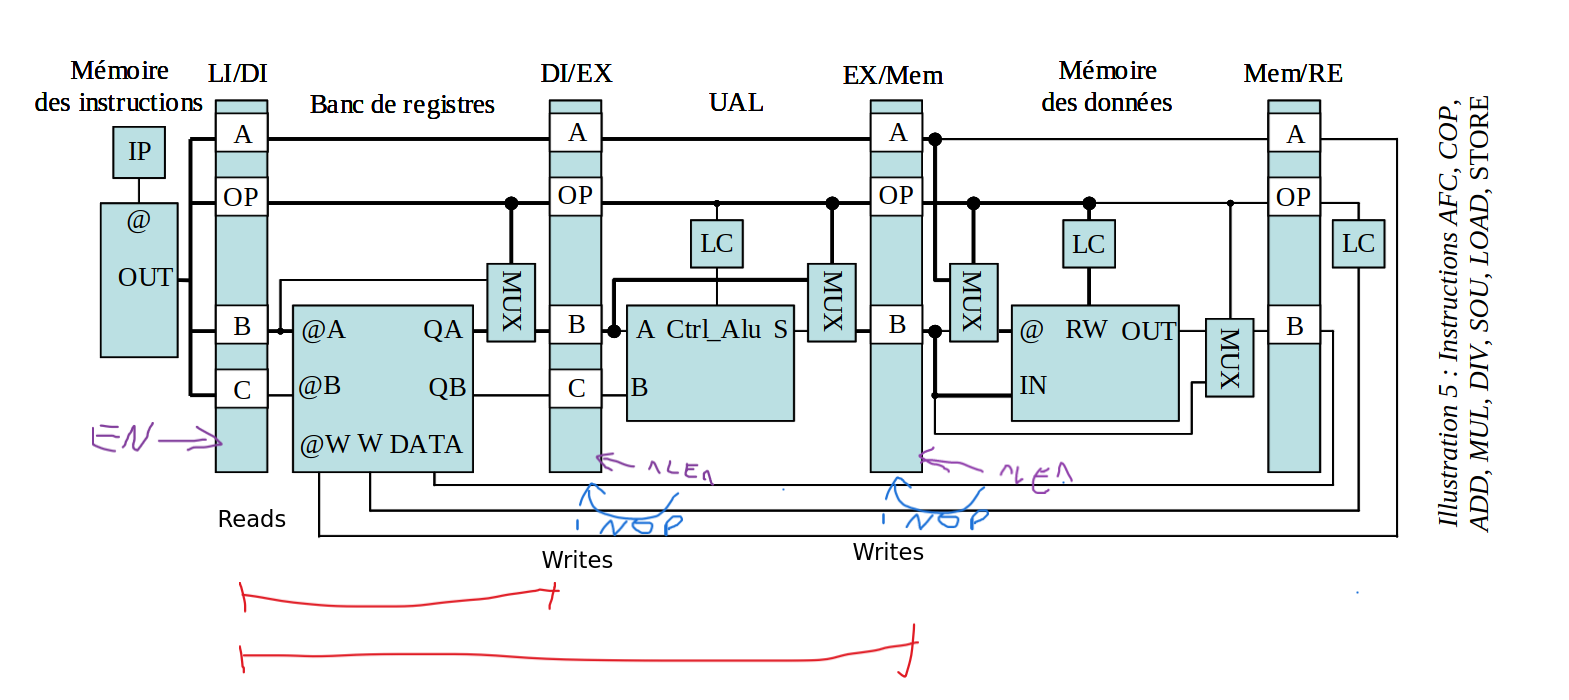 Mémoire
des instructions
LI/DI
Banc de registres
DI/EX
UAL
EX/Mem
Mémoire
des données
Mem/RE
IP
@
OUT
A
OP
B
C
@A
QA
@B
QB
@W W DATA
MUX
A
OP
B
C
LC
A Ctrl_Alu S
B
MUX
A
OP
B
MUX
LC
@ RW OUT
IN
MUX
A
OP
B
LC
EN
NOP
NOP
Reads
Writes
Writes
Illustration 5 : Instructions AFC, COP,
ADD, MUL, DIV, SOU, LOAD, STORE